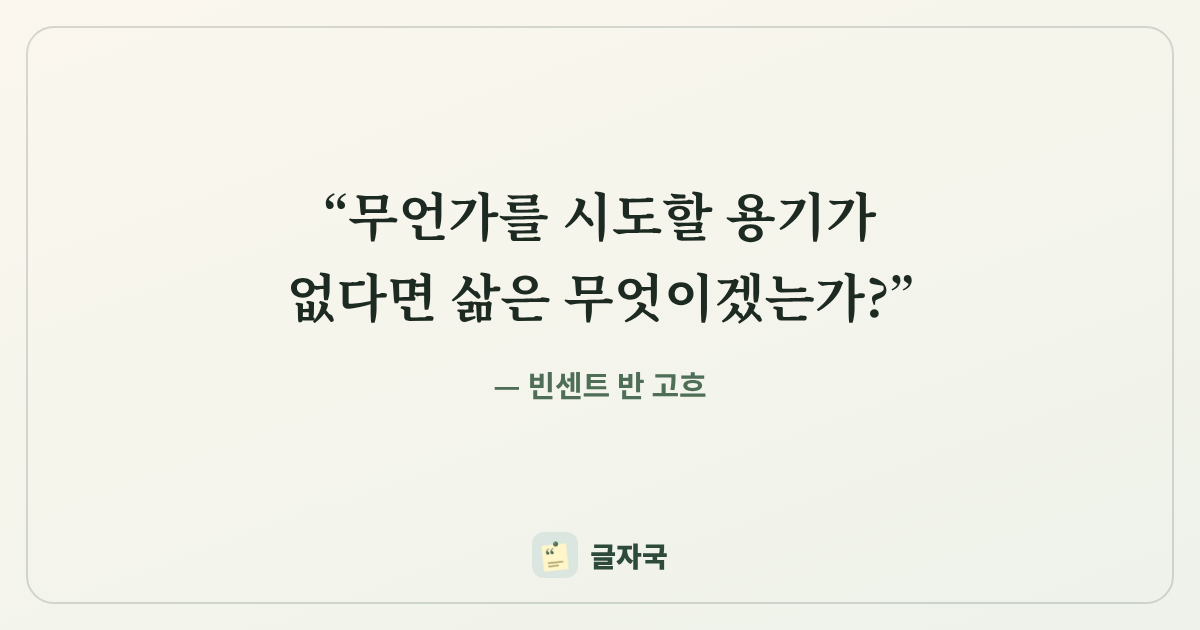 “무언가를 시도할 용기가
없다면 삶은 무엇이겠는가?”
— 빈센트 반 고흐
글자국